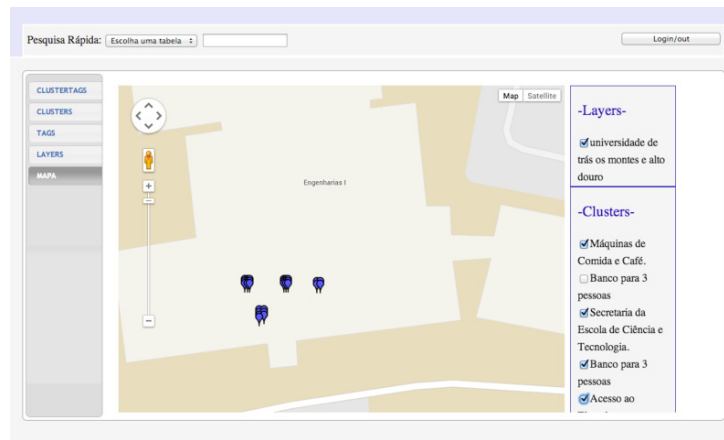 Pesquisa Rápida: Escolha uma tabela
Login/out
CLUSTERTAGS
CLUSTERS
TAGS
LAYERS
MAPA
Map Satellite
Engenharias I
-Layers-
universidade de
trás os montes e alto
douro
-Clusters-
Máquinas de
Comida e Café.
Banco para 3
pessoas
Secretaria da
Escola de Ciência e
Tecnologia.
Banco para 3
pessoas
Acesso ao